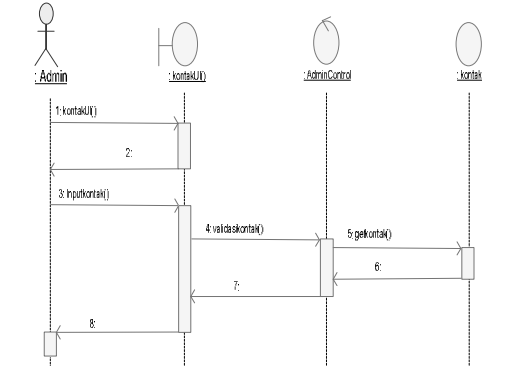 : Admin
: kontakUI()
: AdminControl
: kontak
1: kontakUI()
2:
3: Inputkontak()
4: validasikontak()
5: getkontak()
6:
7:
8: